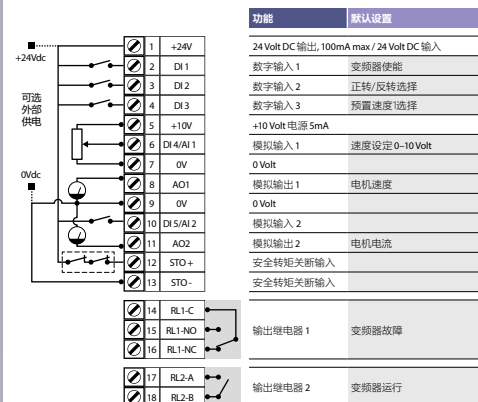 功能 默认设置
+24Vdc
可选
外部
供电
0Vdc
1 +24V 24 Volt DC 输出, 100mA max / 24 Volt DC 输入
2 DI 1 数字输入 1 变频器使能
3 DI 2 数字输入 2 正转/反转选择
4 DI 3 数字输入 3 预置速度1选择
5 +10V +10 Volt 电源 5mA
6 DI 4/AI 1 模拟输入 1 速度设定 0–10 Volt
7 0V 0 Volt
8 AO1 模拟输出 1 电机速度
9 0V 0 Volt
10 DI 5/AI 2 模拟输入 2
11 AO2 模拟输出 2 电机电流
12 STO + 安全转矩关断输入
13 STO - 安全转矩关断输入
14 RL1-C
15 RL1-NO 输出继电器 1 变频器故障
16 RL1-NC
17 RL2-A
输出继电器 2 变频器运行
18 RL2-B